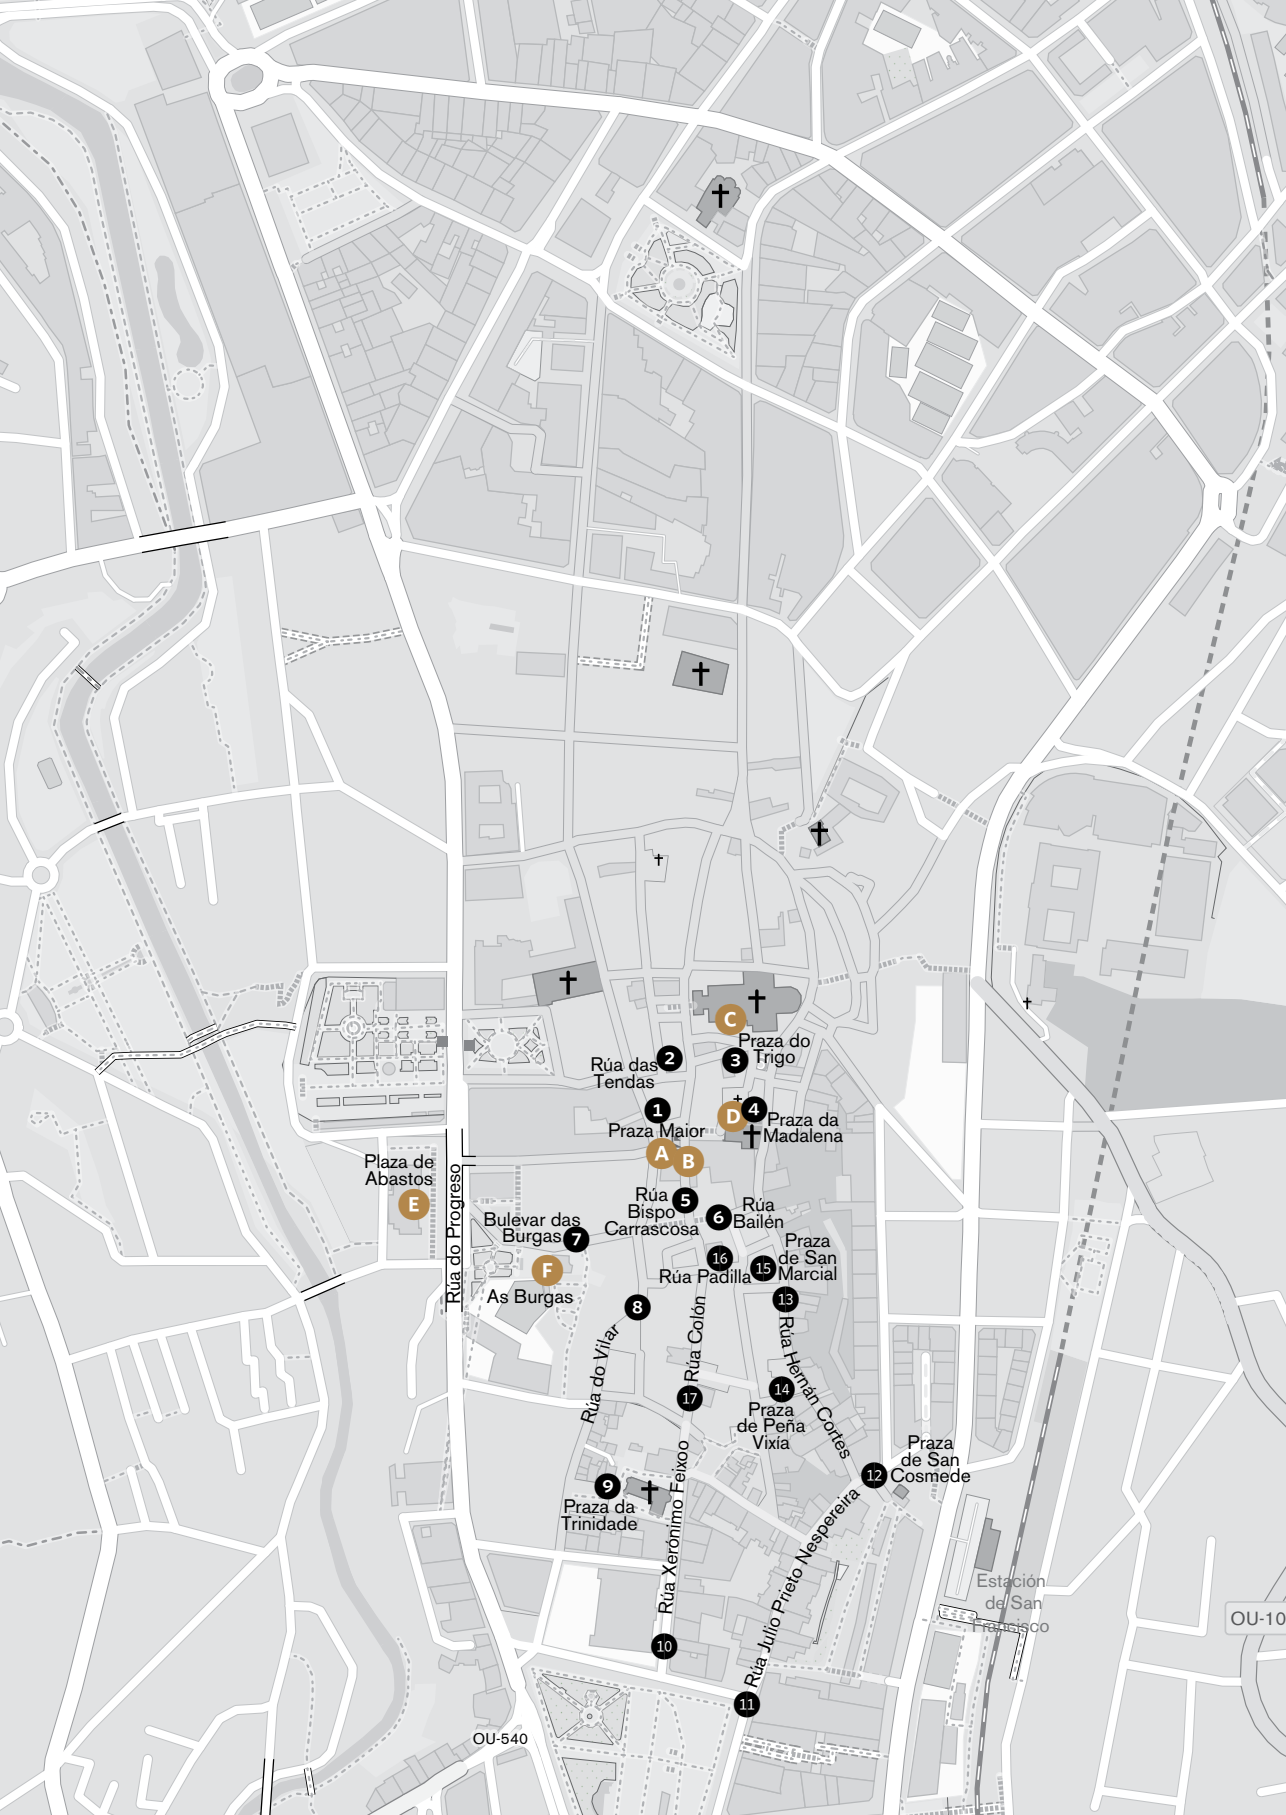 C
Praza do
Trigo
2
3
Rúa das
Tendas
1
D
4
Praza Maior
Praza da
Madalena
A
B
Plaza de
Abastos
E
Rúa do Progreso
Rúa
Bispo
Carrascosa
5
6
Rúa
Bailén
Bulevar das
Burgas
7
16
Rúa Padilla
15
Praza
de San
Marcial
F
As Burgas
8
13
Rúa do Vilar
Rúa Colón
Rúa Hernán Cortes
17
14
Praza
de Peña
Vixía
Praza
de San
Cosmede
12
9
Praza da
Trinidade
Rúa Xerónimo Feixoo
Rúa Julio Prieto Nespereira
Estación
de San
Francisco
OU-10
10
11
OU-540